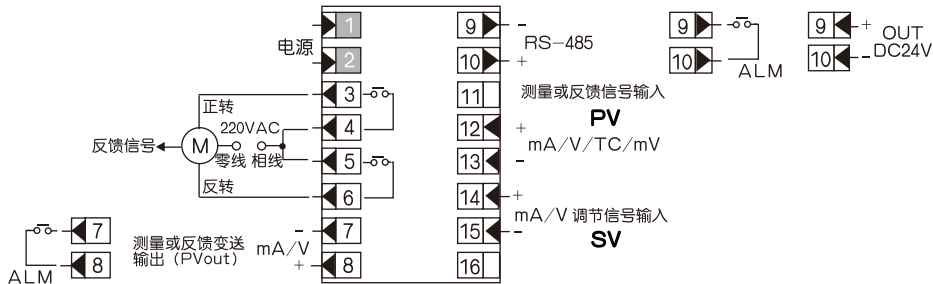 电源
1
2
3
4
5
6
7
8
正转
220VAC
反馈信号
M
零线 相线
反转
7
8
ALM
测量或反馈变送
输出（PVout）
mA/V
-
+
9
10
11
12
13
14
15
16
-
RS-485
+
测量或反馈信号输入
PV
+
mA/V/TC/mV
-
+
mA/V 调节信号输入
-
SV
9
10
ALM
9
10
+
OUT
DC24V
-